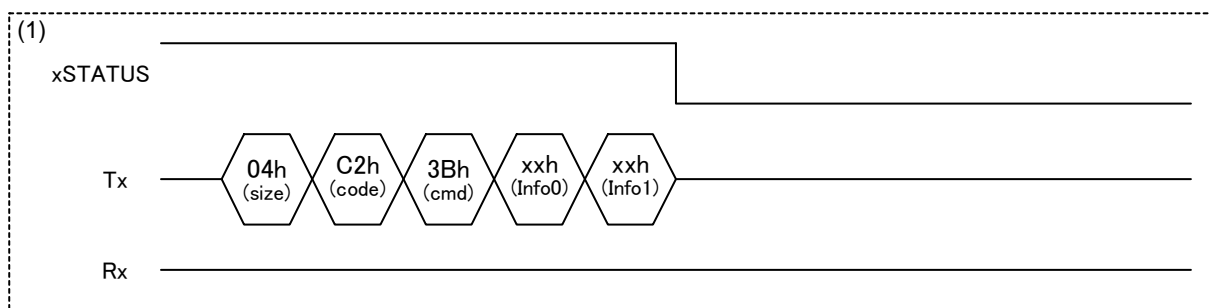 (1)
xSTATUS
Tx
04h
(size)
C2h
(code)
3Bh
(cmd)
xxh
(Info0)
xxh
(Info1)
Rx